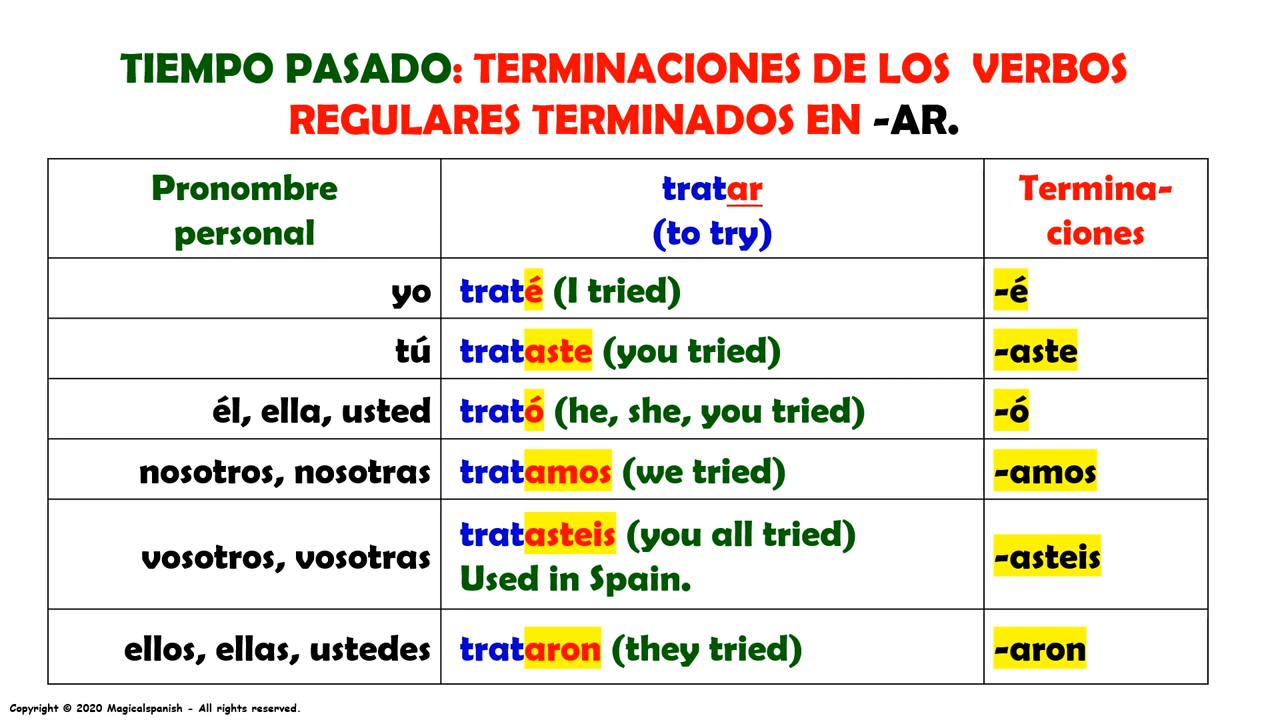 TIEMPO PASADO: TERMINACIONES DE LOS VERBOS
REGULARES TERMINADOS EN -AR.
Pronombre
personal
tratar
(to try)
Termina-
ciones
yo
traté (I tried)
-é
tú
trataste (you tried)
-aste
él, ella, usted
trató (he, she, you tried)
-ó
nosotros, nosotras
tratamos (we tried)
-amos
vosotros, vosotras
tratasteis (you all tried)
Used in Spain.
-asteis
ellos, ellas, ustedes
trataron (they tried)
-aron
Copyright © 2020 Magicalspanish - All rights reserved.